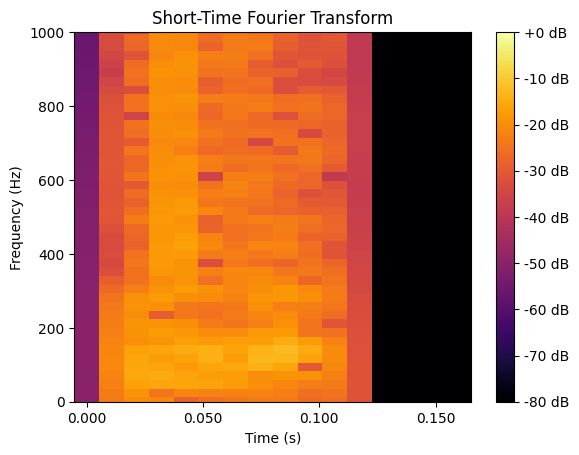 Short-Time Fourier Transform
1000
800
600
400
200
0
Frequency (Hz)
0.000
0.050
0.100
0.150
Time (s)
+0 dB
-10 dB
-20 dB
-30 dB
-40 dB
-50 dB
-60 dB
-70 dB
-80 dB